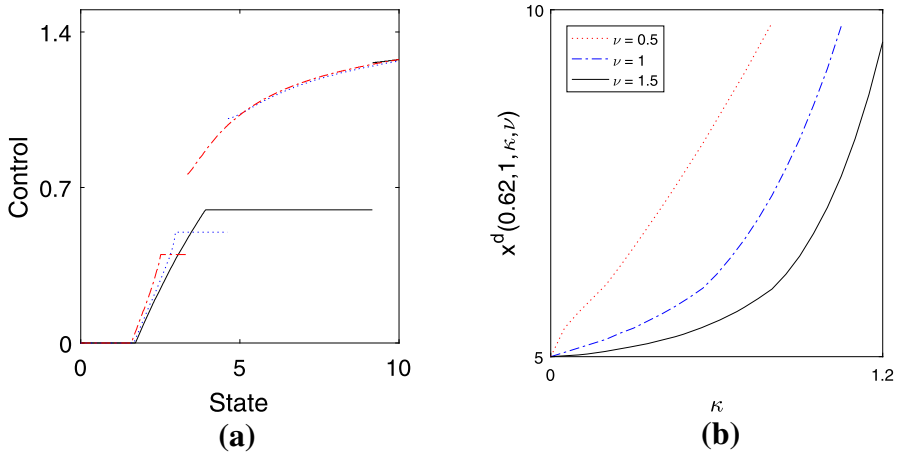 1.4
0.7
0
Control
0
5
10
State
(a)
10
5
x^d(0.62,1,κ,ν)
ν = 0.5
ν = 1
ν = 1.5
0
1.2
κ
(b)